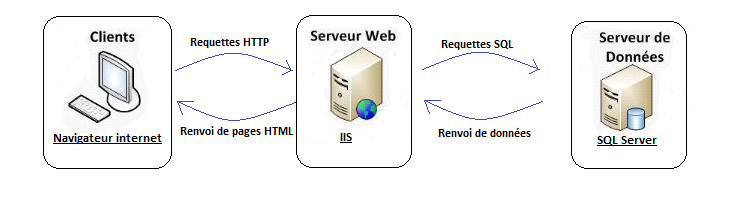 Clients
Navigateur internet
Requettes HTTP
Renvoi de pages HTML
Serveur Web
IIS
Requettes SQL
Renvoi de données
Serveur de
Données
SQL Server